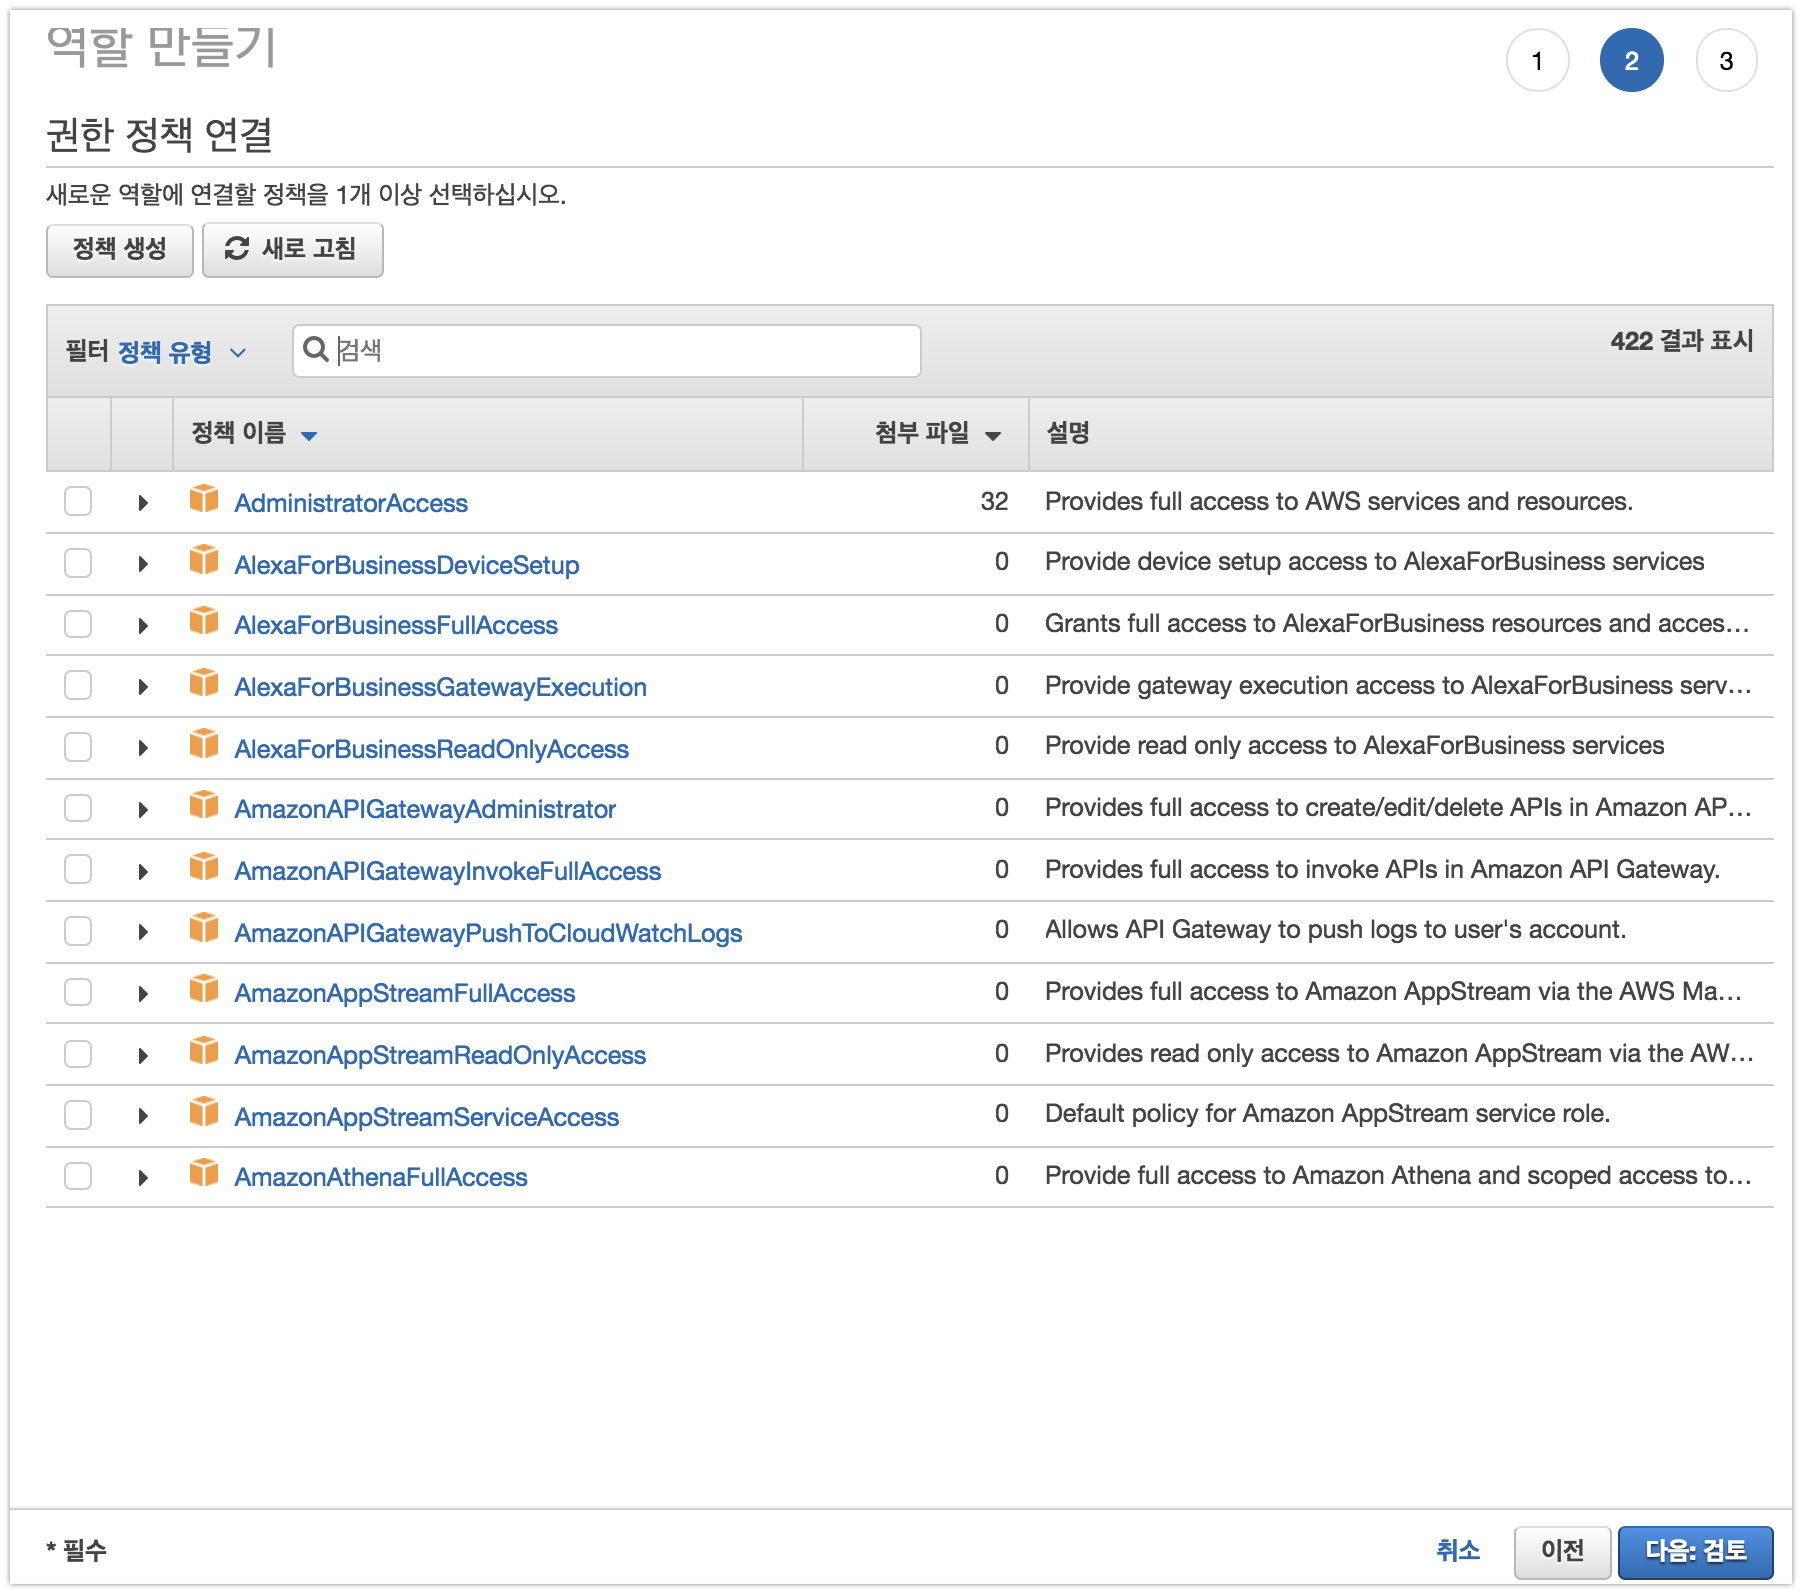 역할 만들기
1 2 3
권한 정책 연결
새로운 역할에 연결할 정책을 1개 이상 선택하십시오.
정책 생성 새로 고침
필터 정책 유형 검색 422 결과 표시
정책 이름 첨부 파일 설명
AdministratorAccess 32 Provides full access to AWS services and resources.
AlexaForBusinessDeviceSetup 0 Provide device setup access to AlexaForBusiness services
AlexaForBusinessFullAccess 0 Grants full access to AlexaForBusiness resources and acces...
AlexaForBusinessGatewayExecution 0 Provide gateway execution access to AlexaForBusiness serv...
AlexaForBusinessReadOnlyAccess 0 Provide read only access to AlexaForBusiness services
AmazonAPIGatewayAdministrator 0 Provides full access to create/edit/delete APIs in Amazon AP...
AmazonAPIGatewayInvokeFullAccess 0 Provides full access to invoke APIs in Amazon API Gateway.
AmazonAPIGatewayPushToCloudWatchLogs 0 Allows API Gateway to push logs to user's account.
AmazonAppStreamFullAccess 0 Provides full access to Amazon AppStream via the AWS Ma...
AmazonAppStreamReadOnlyAccess 0 Provides read only access to Amazon AppStream via the AW...
AmazonAppStreamServiceAccess 0 Default policy for Amazon AppStream service role.
AmazonAthenaFullAccess 0 Provide full access to Amazon Athena and scoped access to...
* 필수 취소 이전 다음: 검토